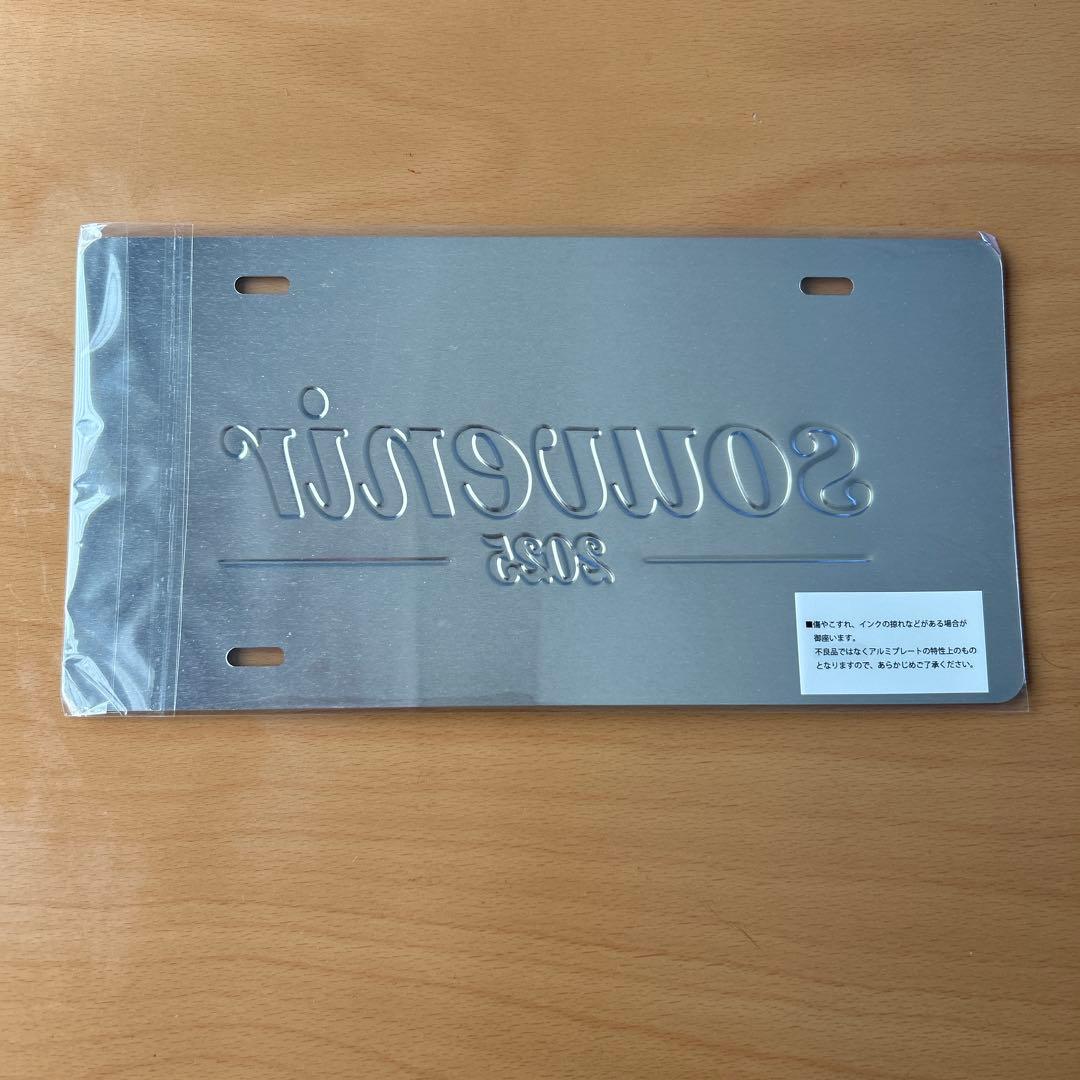 souvenir
2025
■傷やこすれ、インクの掠れなどがある場合が
御座います。
不良品ではなくアルミプレートの特性上のもの
となりますので、あらかじめご了承ください。